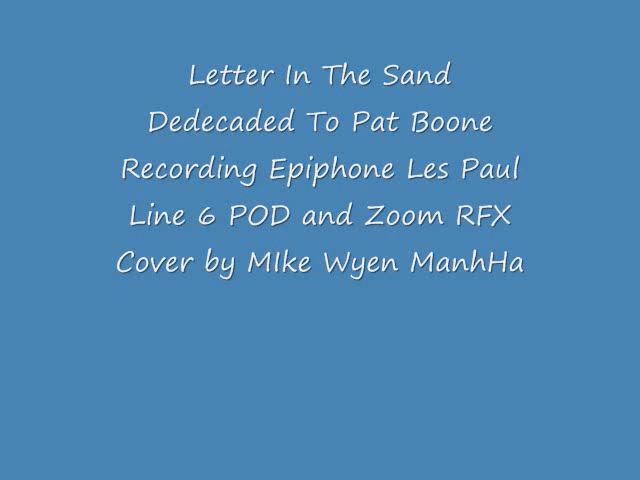 Letter In The Sand
Dedecaded To Pat Boone
Recording Epiphone Les Paul
Line 6 POD and Zoom RFX
Cover by MIke Wyen ManhHa